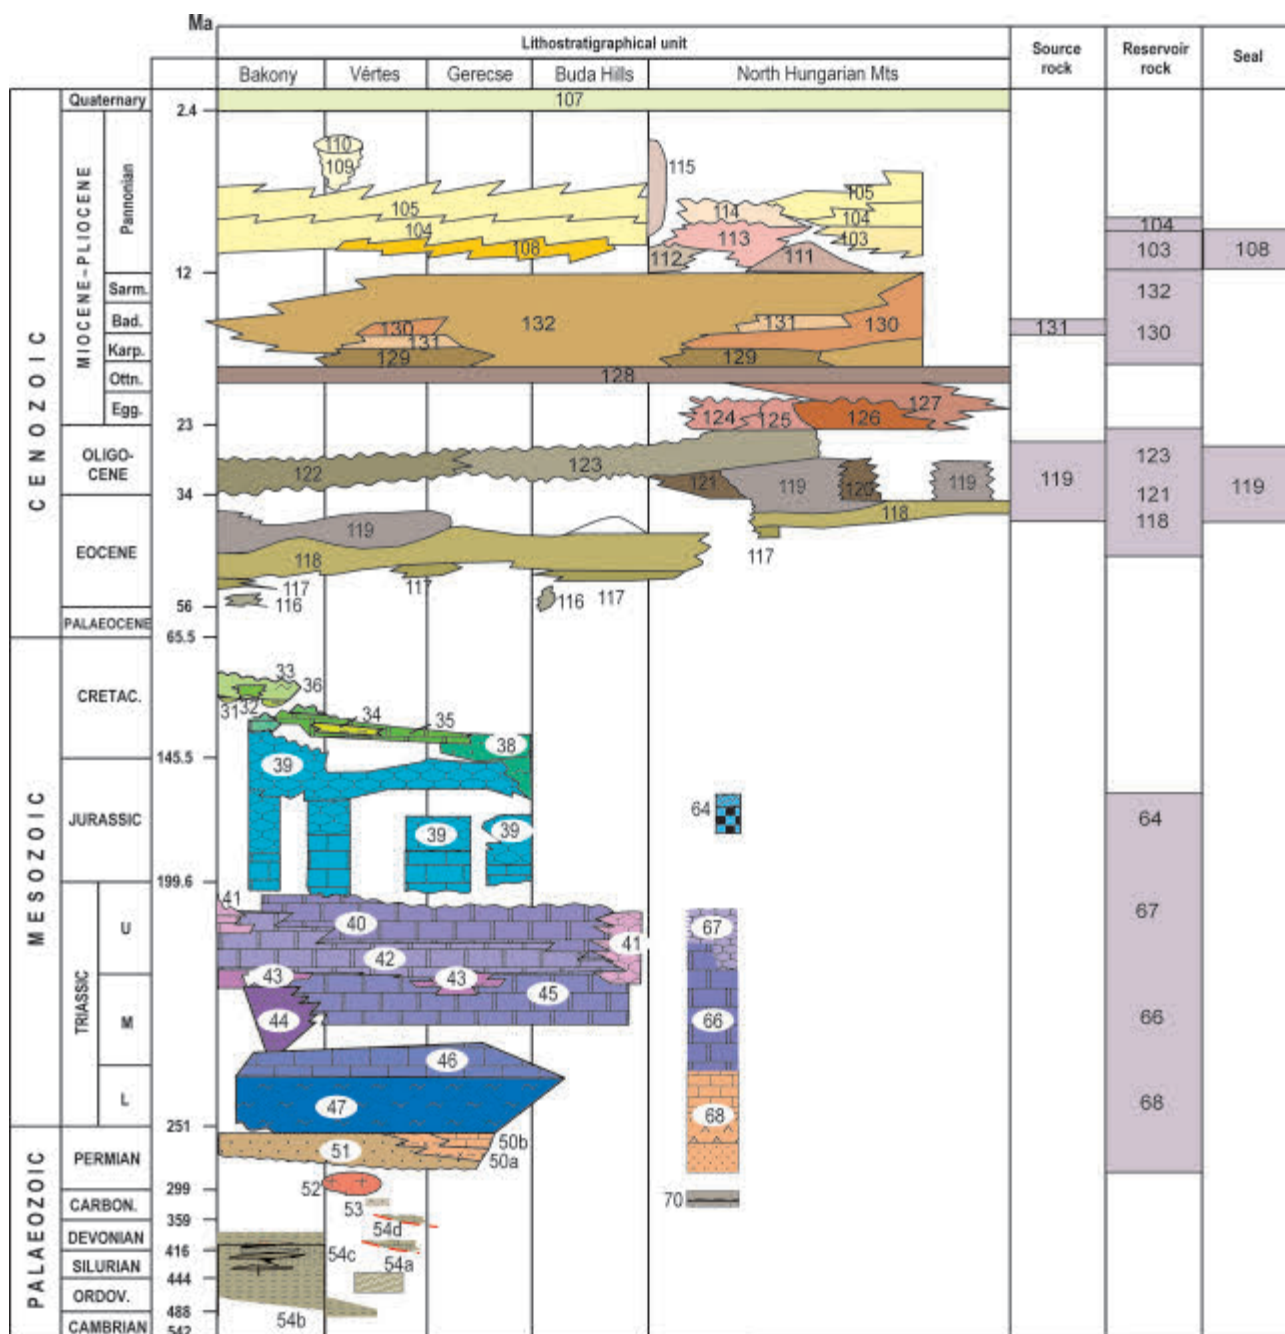 Ma
Lithostratigraphical unit
Source rock
Reservoir rock
Seal
Bakony
Vértes
Gerecse
Buda Hills
North Hungarian Mts
CENOZOIC
MESOZOIC
PALAEOZOIC
Quaternary
MIOCENE-PLIOCENE
Pannonian
Sarm.
Bad.
Karp.
Ottn.
Egg.
OLIGO-
CENE
EOCENE
PALAEOCENE
CRETAC.
JURASSIC
TRIASSIC
U
M
L
PERMIAN
CARBON.
DEVONIAN
SILURIAN
ORDOV.
CAMBRIAN
2.4
12
23
34
56
65.5
145.5
199.6
251
299
359
416
444
488
542
107
110
109
115
105
105
114
104
104
108
113
103
112
111
132
130
131
131
130
129
129
128
127
124
125
126
122
123
121
119
120
119
119
118
118
117
117
117
117
116
116
33
36
31
32
34
35
38
39
39
39
64
41
40
41
42
43
43
45
44
46
47
67
66
68
51
50b
50a
52
53
70
54d
54c
54a
54b
131
119
104
103
132
130
123
121
118
64
67
66
68
108
119